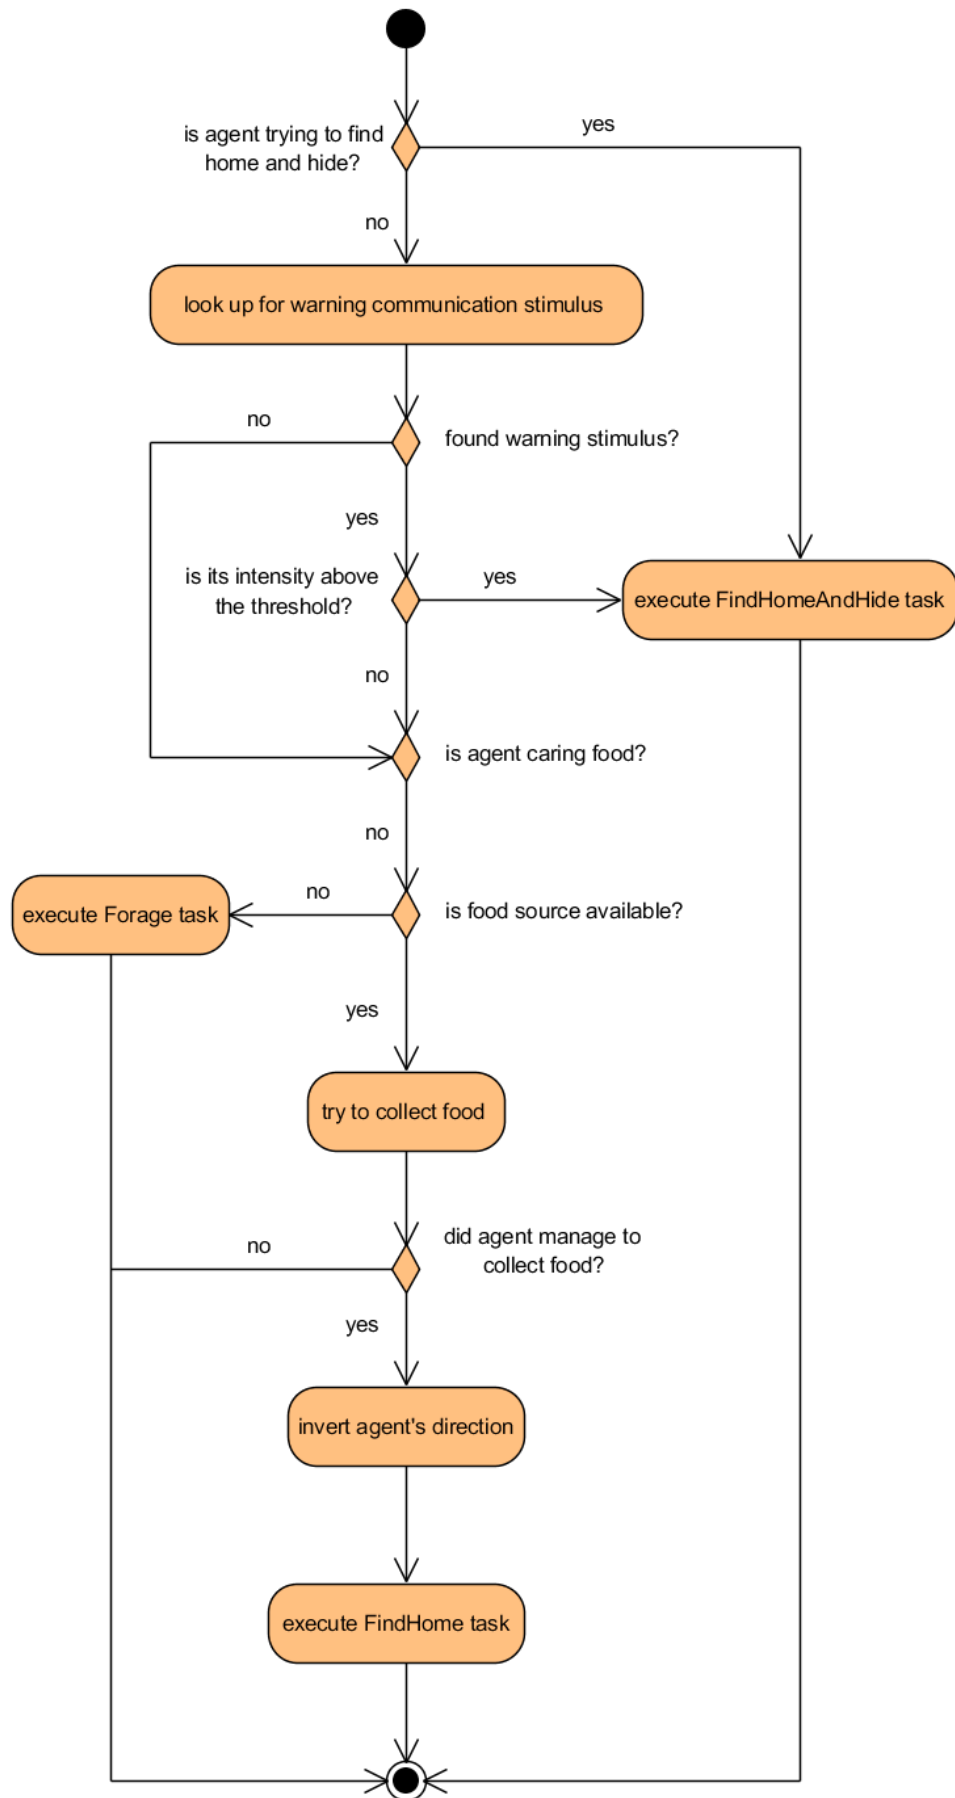 is agent trying to find
home and hide?
yes
no
look up for warning communication stimulus
no
found warning stimulus?
yes
is its intensity above
the threshold?
yes
execute FindHomeAndHide task
no
is agent caring food?
no
execute Forage task
no
is food source available?
yes
try to collect food
no
did agent manage to
collect food?
yes
invert agent's direction
execute FindHome task